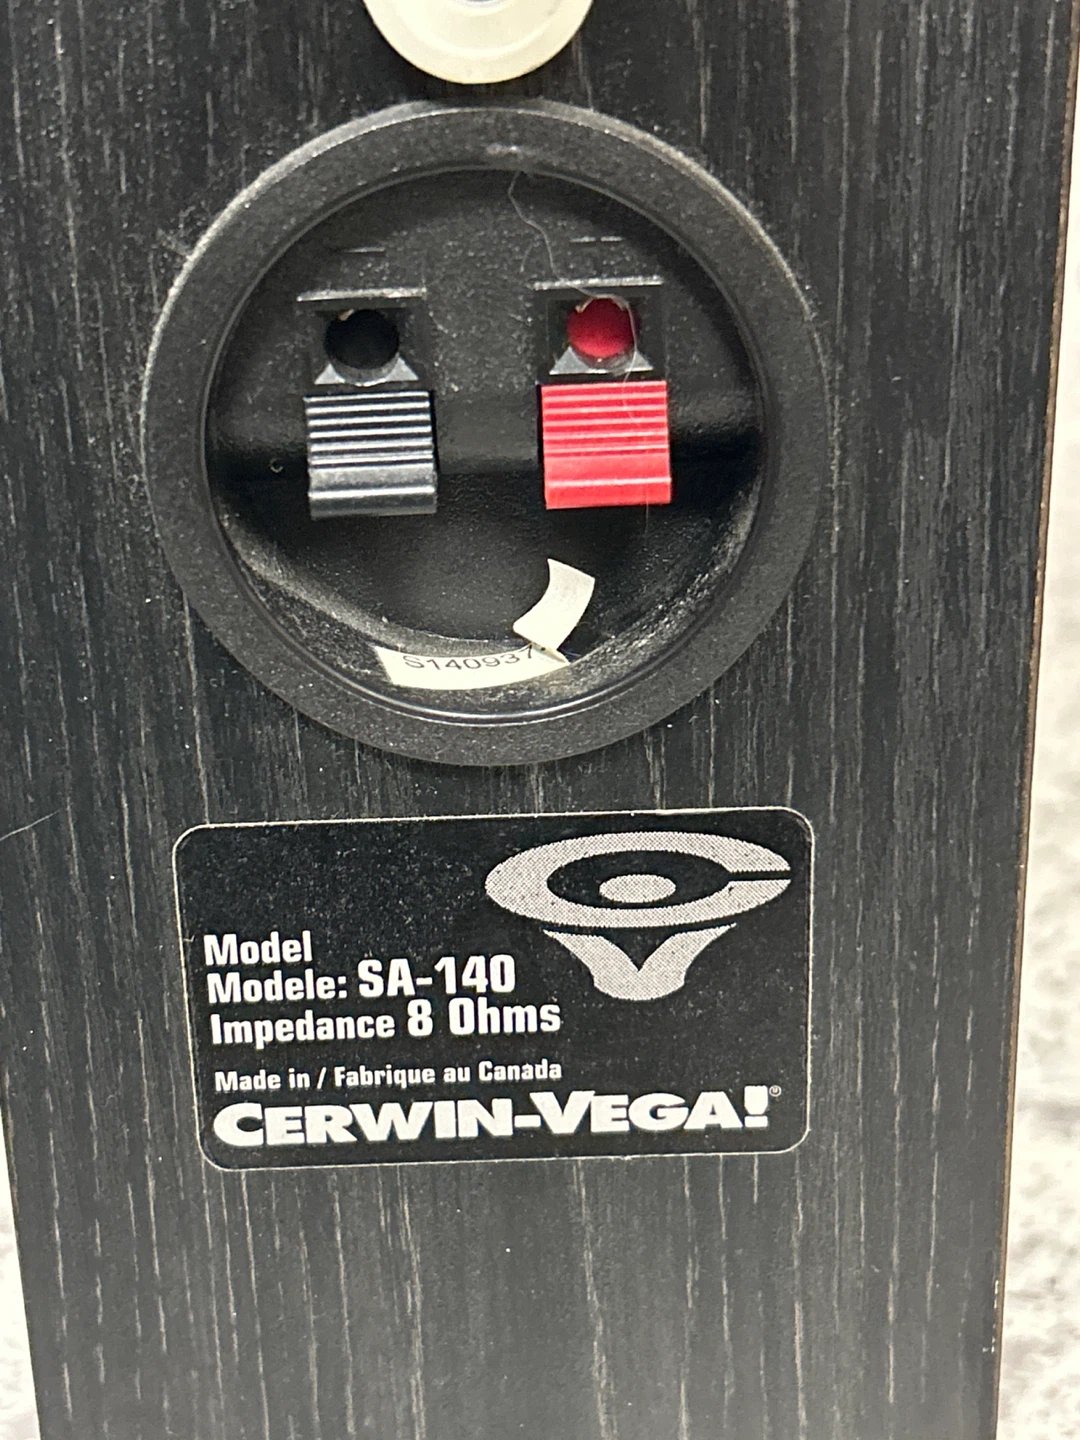 S140937
Model
Modele: SA-140
Impedance 8 Ohms
Made in / Fabrique au Canada
CERWIN-VEGA!®